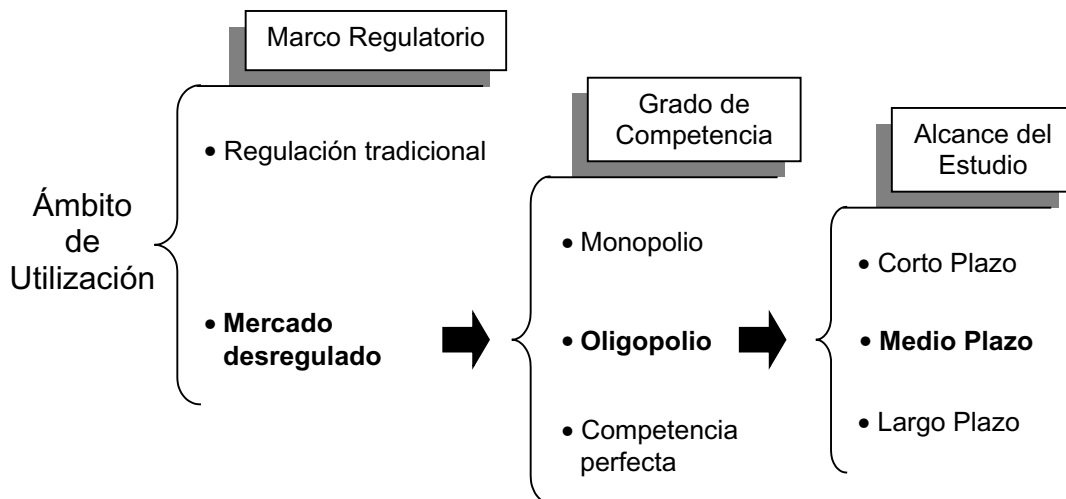 Marco Regulatorio
Grado de
Competencia
Alcance del
Estudio
Ámbito
de
Utilización
• Regulación tradicional
• Mercado
desregulado
• Monopolio
• Oligopolio
• Competencia
perfecta
• Corto Plazo
• Medio Plazo
• Largo Plazo